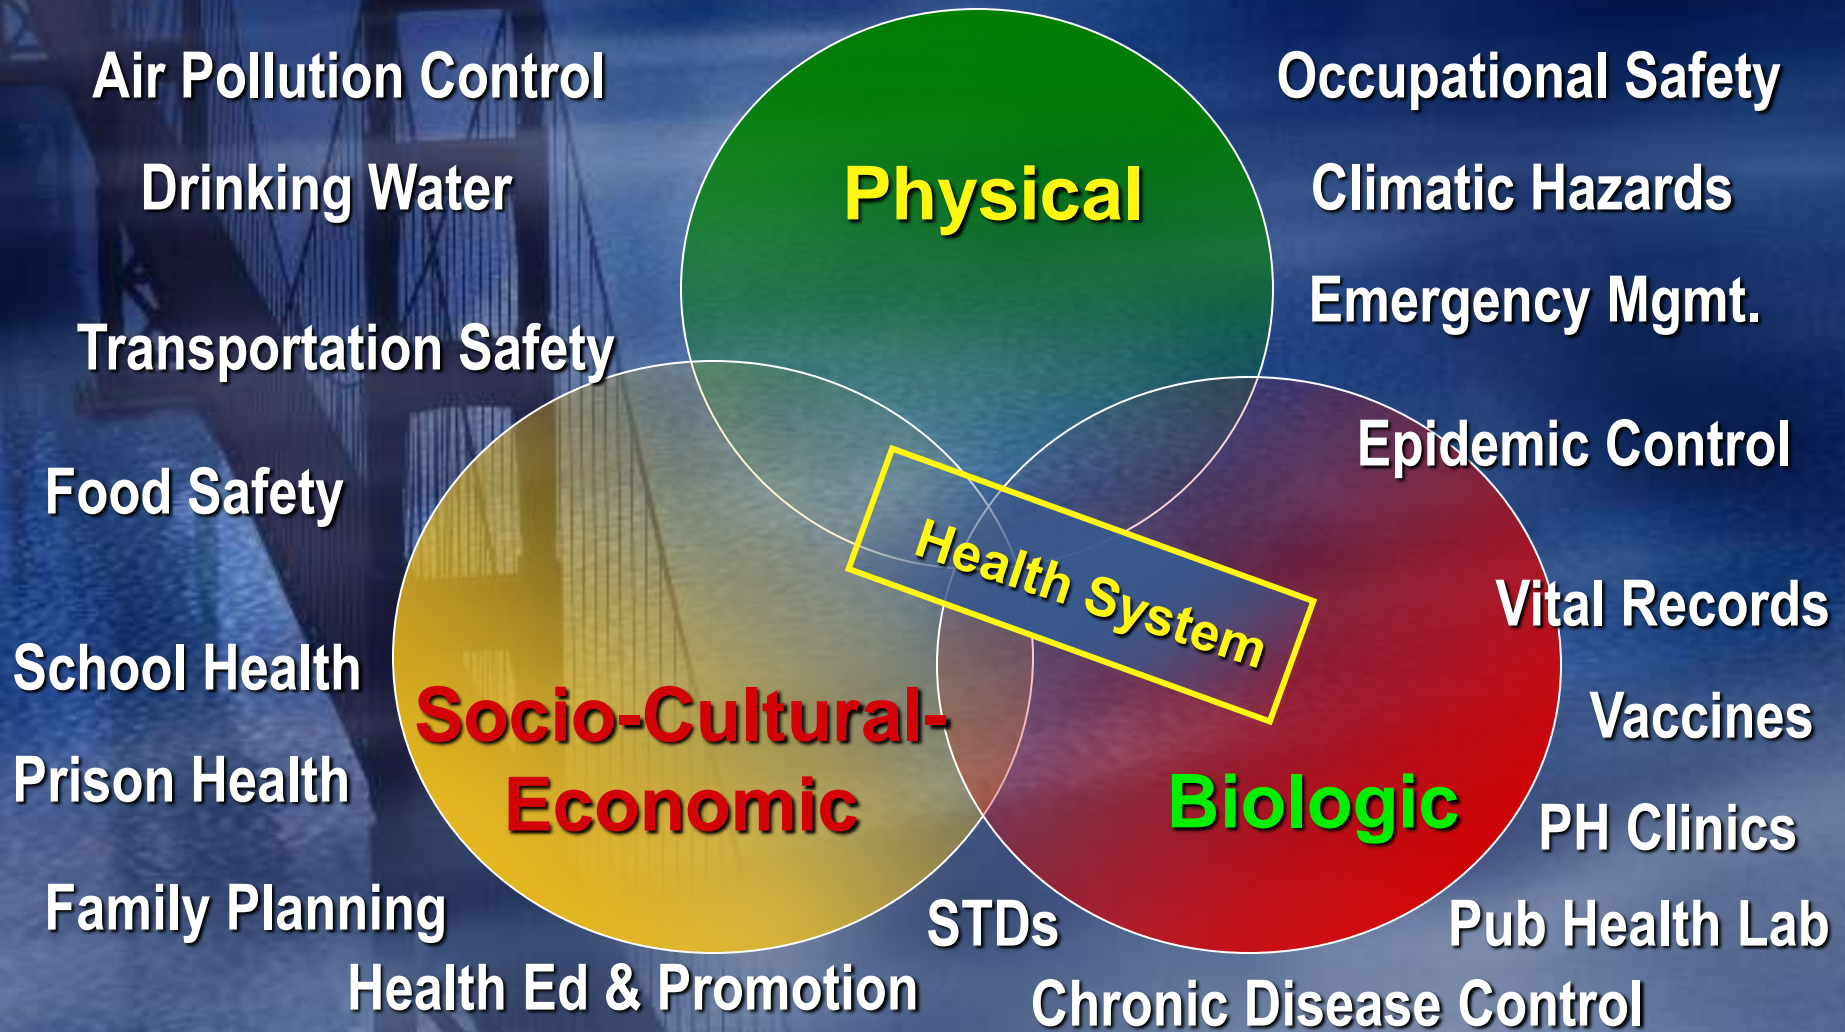 Air Pollution Control
Occupational Safety
Physical
Drinking Water
Climatic Hazards
Emergency Mgmt.
Transportation Safety
Epidemic Control
Food Safety
Health System
Vital Records
School Health
Socio-Cultural-
Economic
Vaccines
Prison Health
Biologic
PH Clinics
Family Planning
STDs
Pub Health Lab
Health Ed & Promotion
Chronic Disease Control